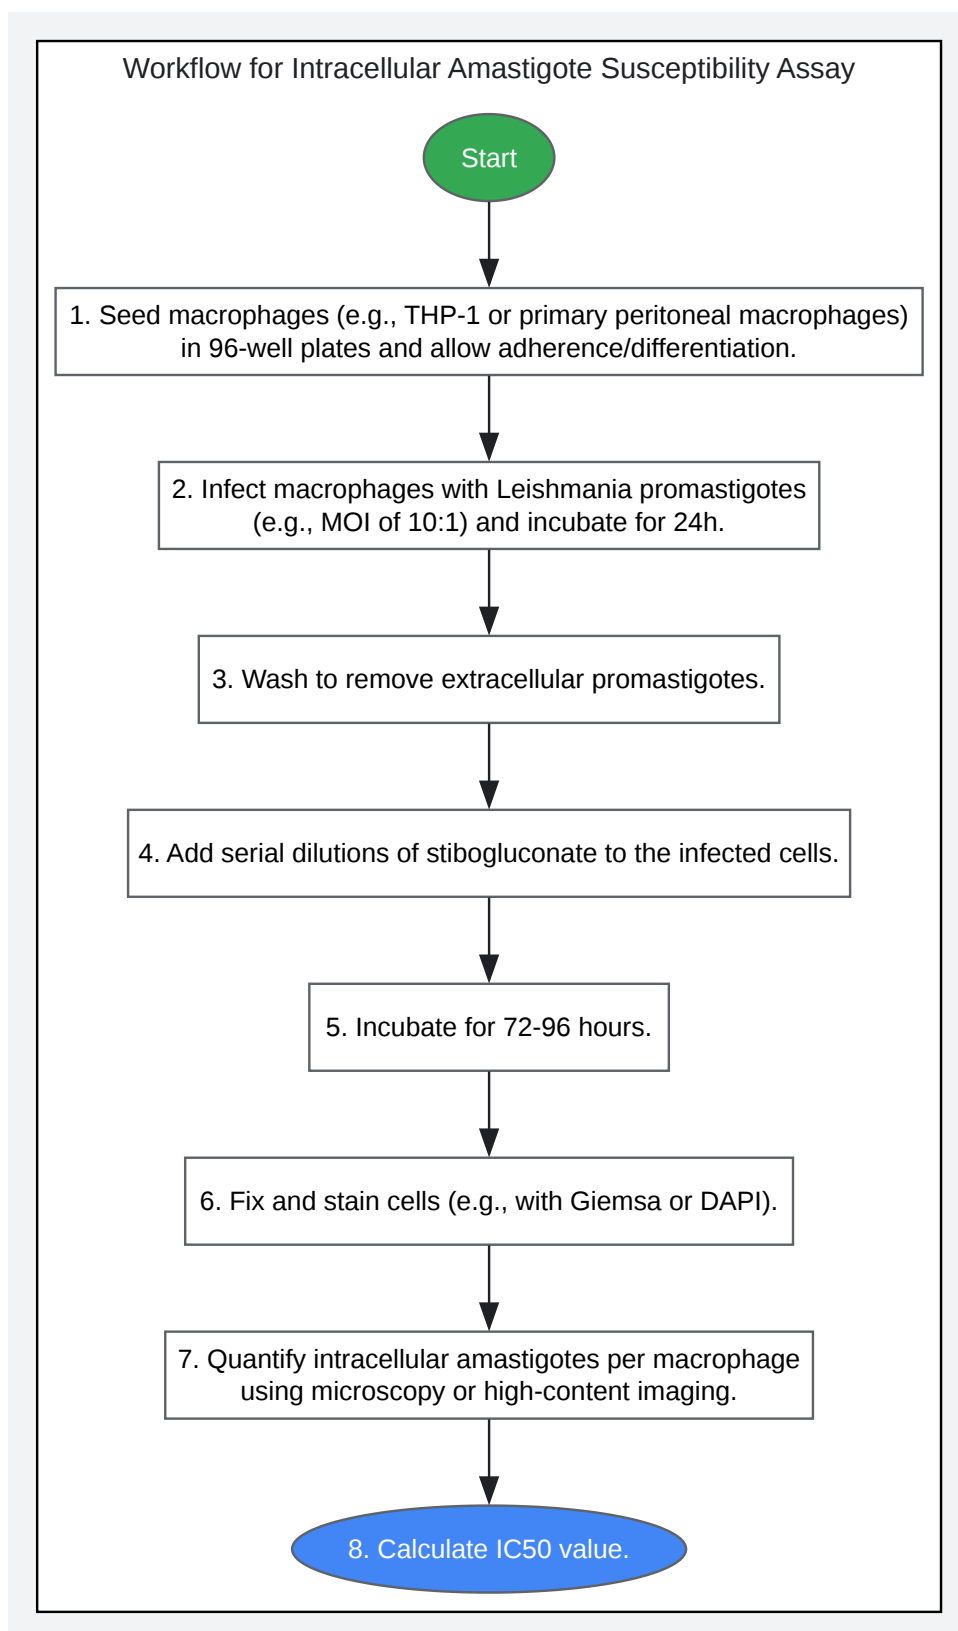 Workflow for Intracellular Amastigote Susceptibility Assay
Start
1. Seed macrophages (e.g., THP-1 or primary peritoneal macrophages)
in 96-well plates and allow adherence/differentiation.
2. Infect macrophages with Leishmania promastigotes
(e.g., MOI of 10:1) and incubate for 24h.
3. Wash to remove extracellular promastigotes.
4. Add serial dilutions of stibogluconate to the infected cells.
5. Incubate for 72-96 hours.
6. Fix and stain cells (e.g., with Giemsa or DAPI).
7. Quantify intracellular amastigotes per macrophage
using microscopy or high-content imaging.
8. Calculate IC50 value.